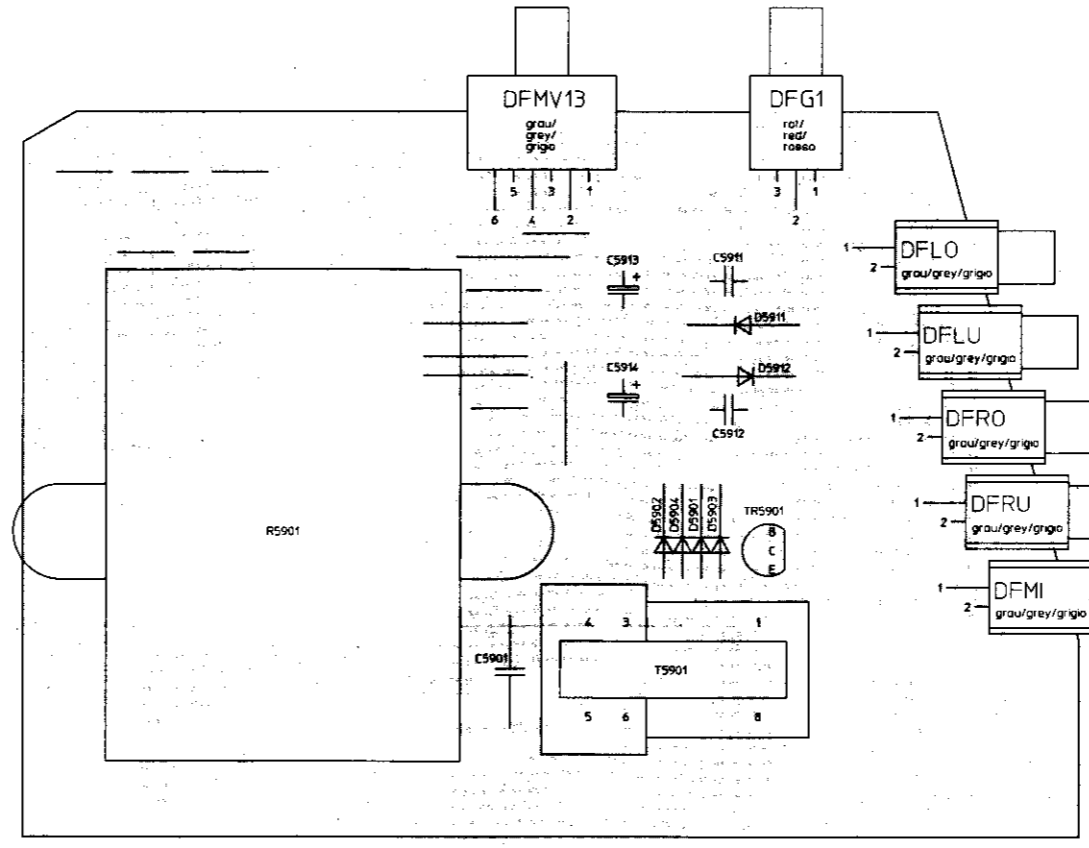 DFMV13
grau/
grey/
grigio
6 5 4 3 2 1
DFG1
rot/
red/
rosso
3 2 1
1
2
DFLO
grau/grey/grigio
1
2
DFLU
grau/grey/grigio
1
2
DFRO
grau/grey/grigio
1
2
DFRU
grau/grey/grigio
1
2
DFMI
grau/grey/grigio
C5913
+
C5911
D5911
C5914
+
D5912
C5912
R5901
D5902
D5904
D5901
D5903
TR5901
B
C
E
C5901
4 3 1
T5901
5 6 8